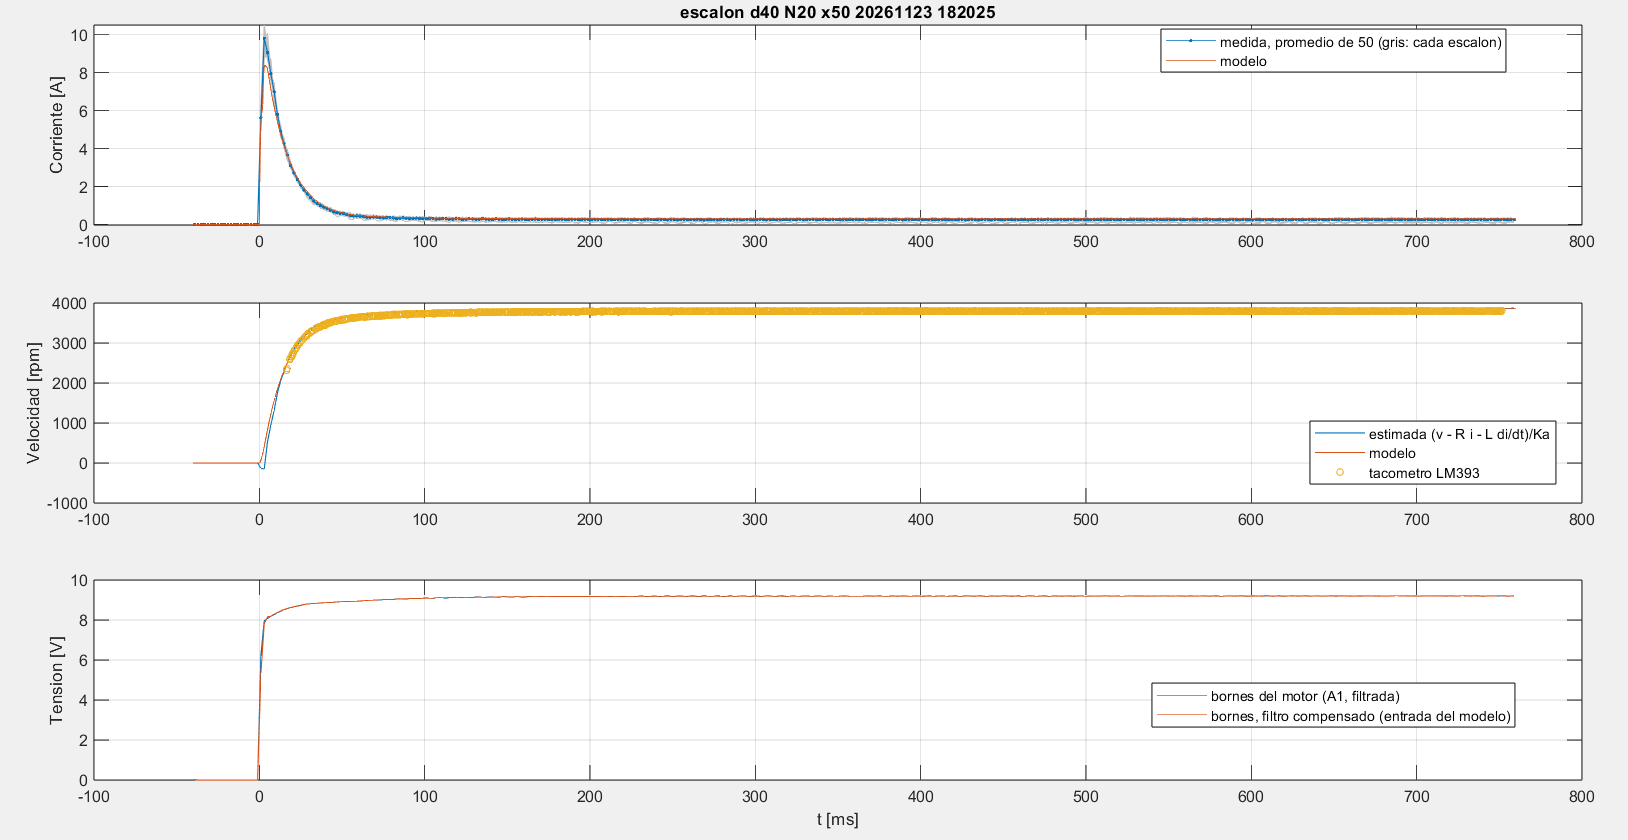 escalon d40 N20 x50 20261123 182025
Corriente [A]
10
8
6
4
2
0
medida, promedio de 50 (gris: cada escalon)
modelo
-100 0 100 200 300 400 500 600 700 800
Velocidad [rpm]
4000
3000
2000
1000
0
-1000
estimada (v - R i - L di/dt)/Ka
modelo
tacometro LM393
-100 0 100 200 300 400 500 600 700 800
Tension [V]
10
8
6
4
2
0
bornes del motor (A1, filtrada)
bornes, filtro compensado (entrada del modelo)
-100 0 100 200 300 400 500 600 700 800
t [ms]